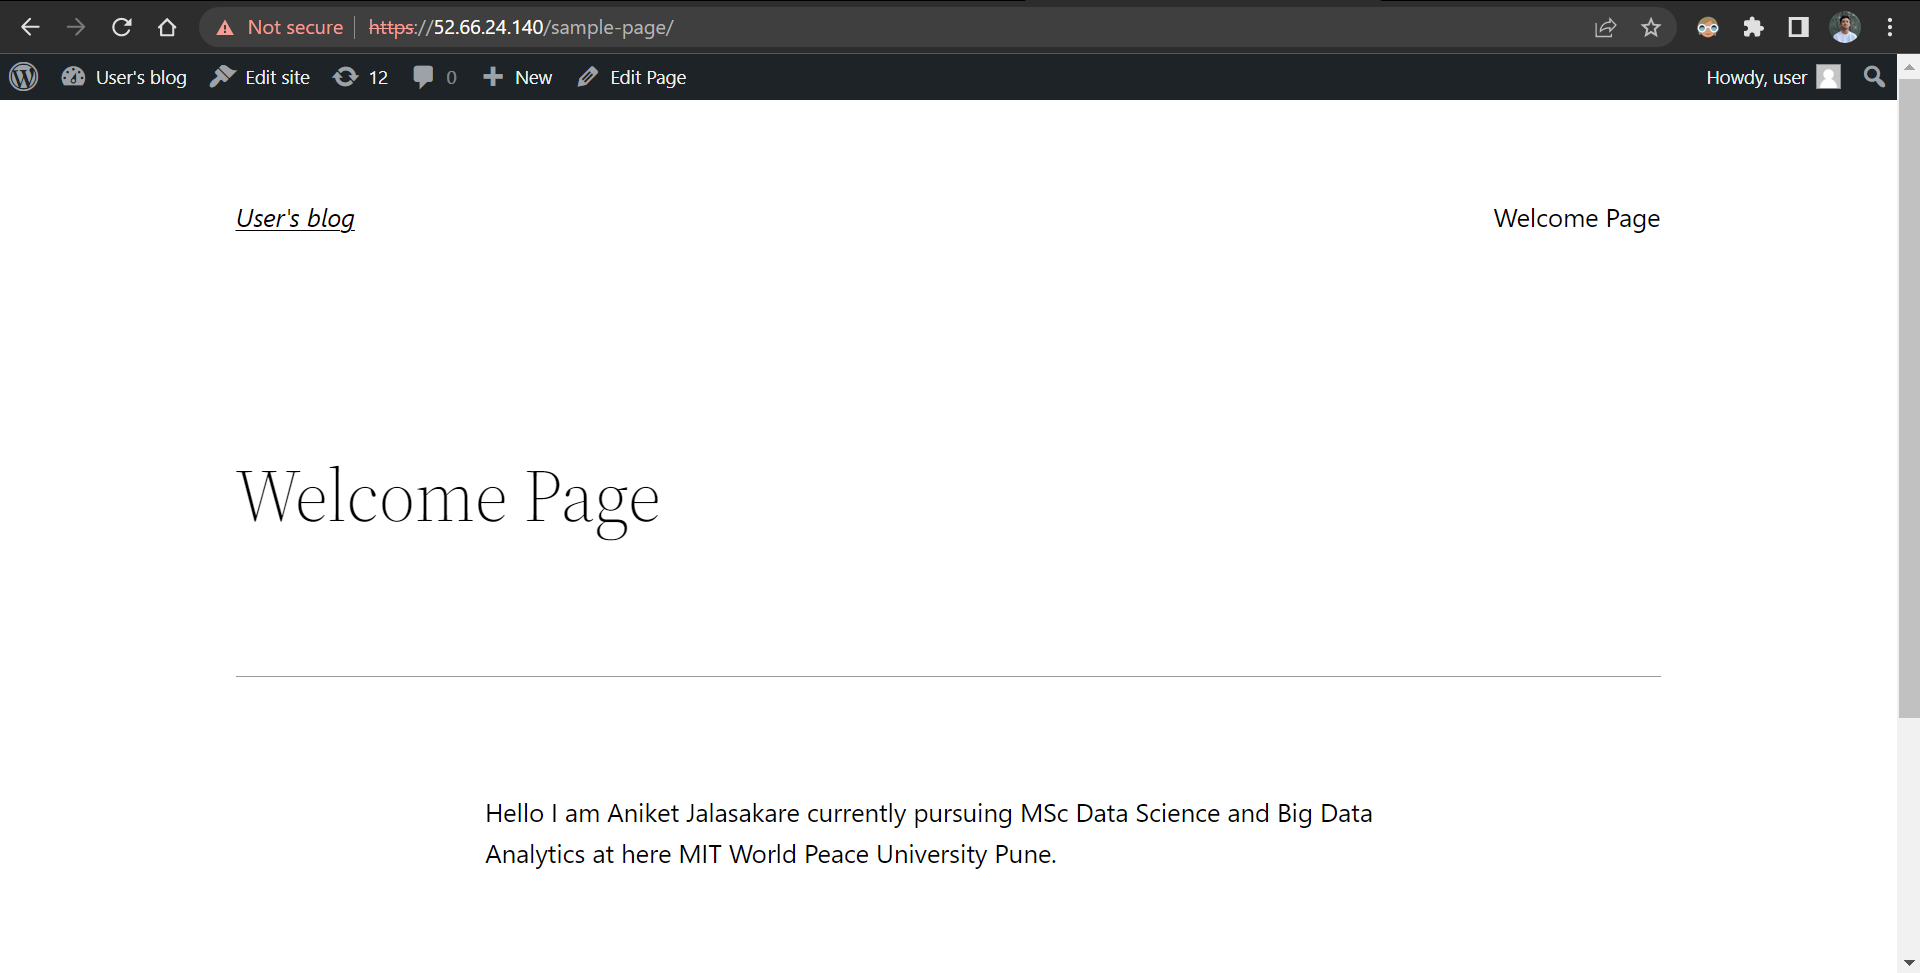 Not secure https://52.66.24.140/sample-page/
User's blog Edit site 12 0 New Edit Page Howdy, user
User's blog Welcome Page
Welcome Page
Hello I am Aniket Jalasakare currently pursuing MSc Data Science and Big Data
Analytics at here MIT World Peace University Pune.